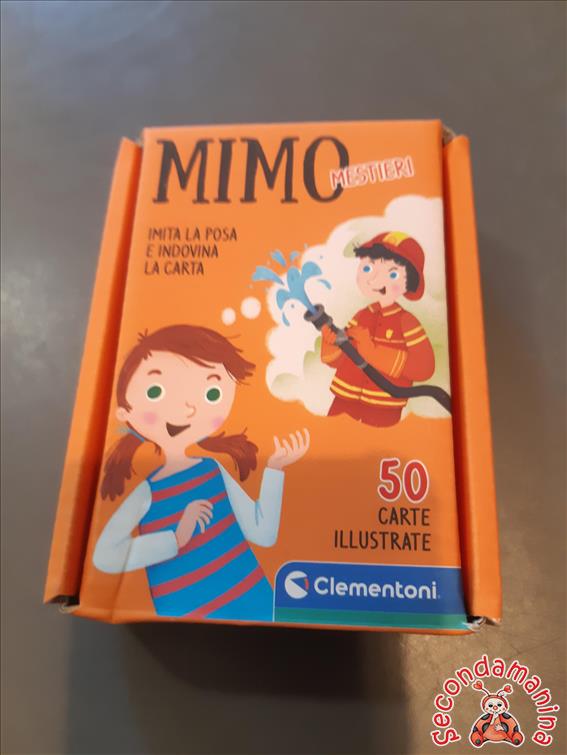 MIMO
MESTIERI
IMITA LA POSA
E INDOVINA
LA CARTA
50
CARTE
ILLUSTRATE
Clementoni
secondamanina